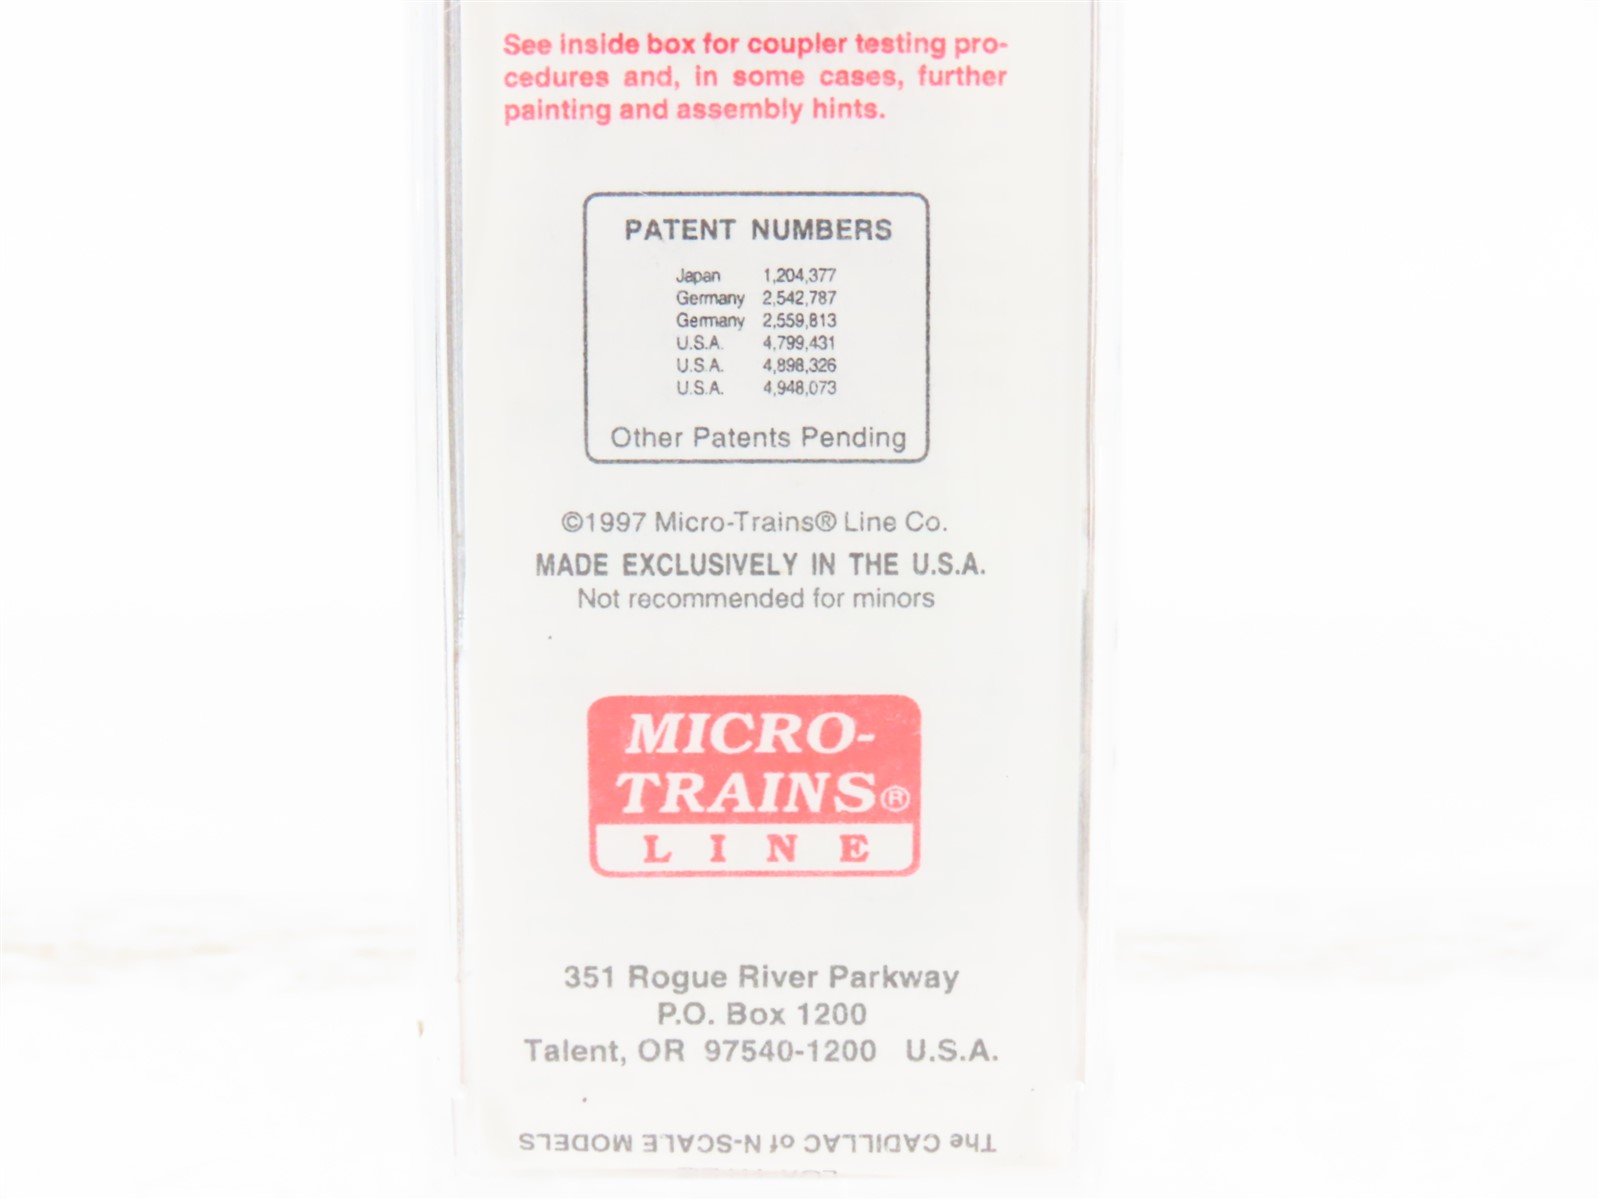 See inside box for coupler testing pro-
cedures and, in some cases, further
painting and assembly hints.
PATENT NUMBERS
Japan 1,204,377
Germany 2,542,787
Germany 2,559,813
U.S.A. 4,799,431
U.S.A. 4,898,326
U.S.A. 4,948,073
Other Patents Pending
©1997 Micro-Trains® Line Co.
MADE EXCLUSIVELY IN THE U.S.A.
Not recommended for minors
MICRO-
TRAINS®
LINE
351 Rogue River Parkway
P.O. Box 1200
Talent, OR 97540-1200 U.S.A.
The CADILLAC of N-SCALE MODELS